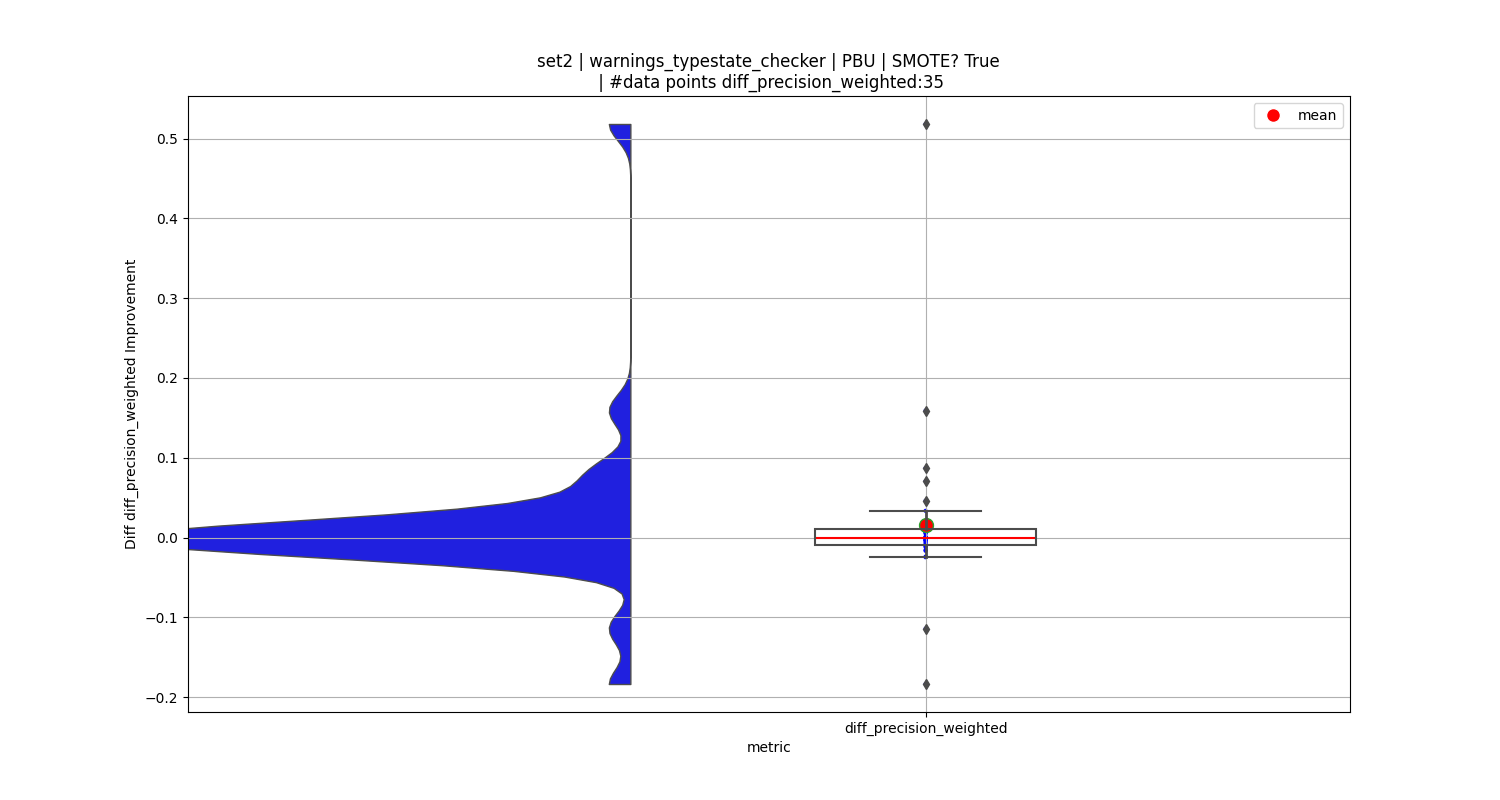 set2 | warnings_typestate_checker | PBU | SMOTE? True
| #data points diff_precision_weighted:35
mean
Diff diff_precision_weighted Improvement
0.5
0.4
0.3
0.2
0.1
0.0
−0.1
−0.2
diff_precision_weighted
metric